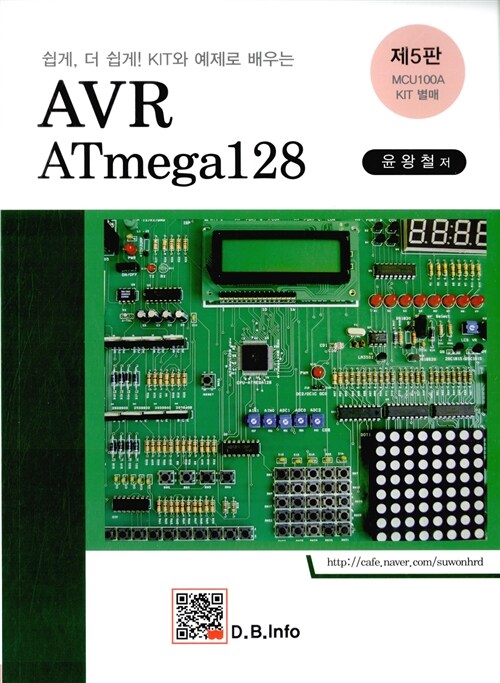 쉽게, 더 쉽게! KIT와 예제로 배우는
제5판
MCU100A
KIT 별매
AVR
ATmega128
윤왕철 저
http://cafe.naver.com/suwonhrd
D.B.Info